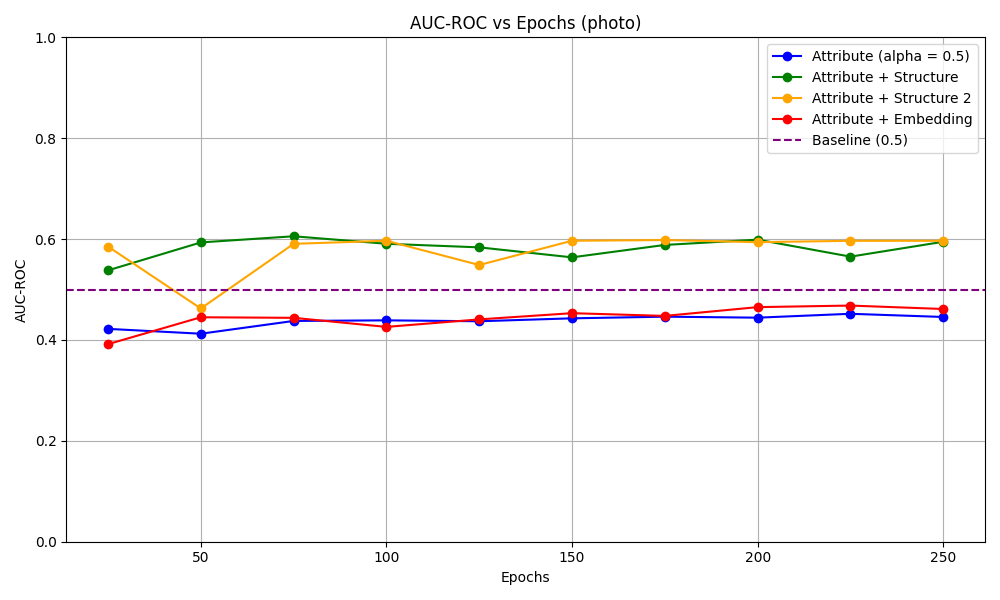 AUC-ROC vs Epochs (photo)
Attribute (alpha = 0.5)
Attribute + Structure
Attribute + Structure 2
Attribute + Embedding
Baseline (0.5)
AUC-ROC
1.0
0.8
0.6
0.4
0.2
0.0
50 100 150 200 250
Epochs